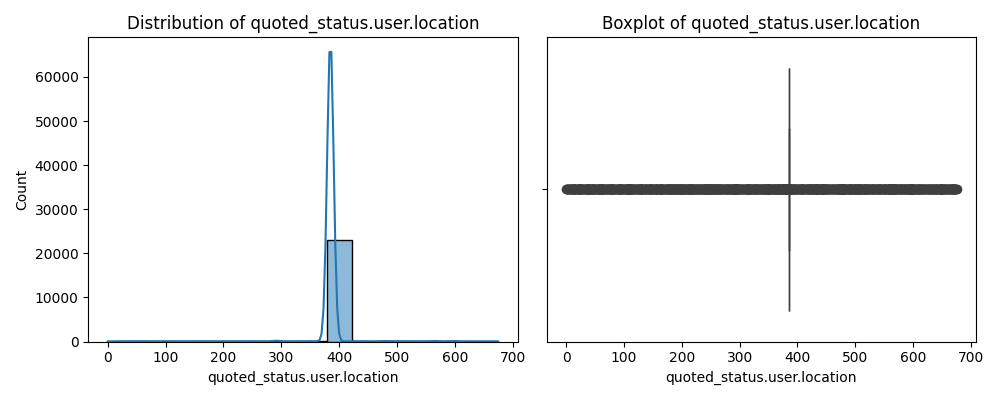 Distribution of quoted_status.user.location
60000
50000
40000
30000
20000
10000
0
Count
0 100 200 300 400 500 600 700
quoted_status.user.location
Boxplot of quoted_status.user.location
0 100 200 300 400 500 600 700
quoted_status.user.location